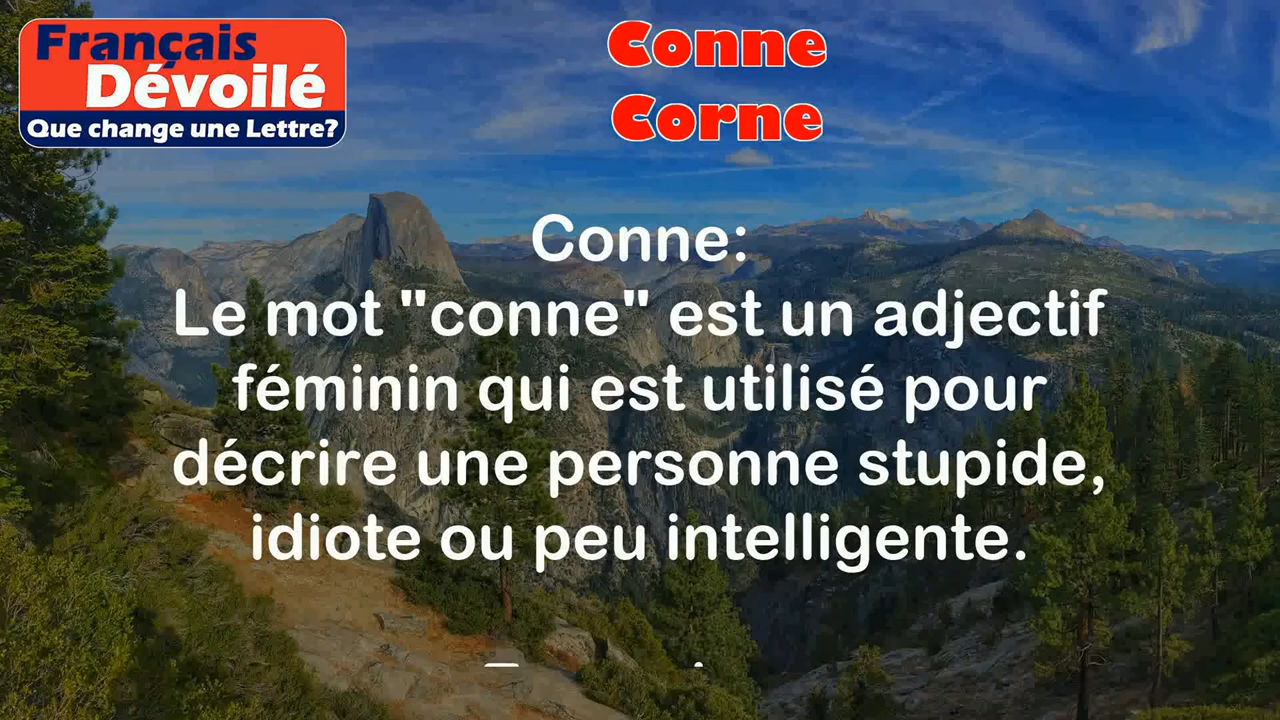 Français
Dévoilé
Que change une Lettre?
Conne
Corne
Conne:
Le mot "conne" est un adjectif
féminin qui est utilisé pour
décrire une personne stupide,
idiote ou peu intelligente.